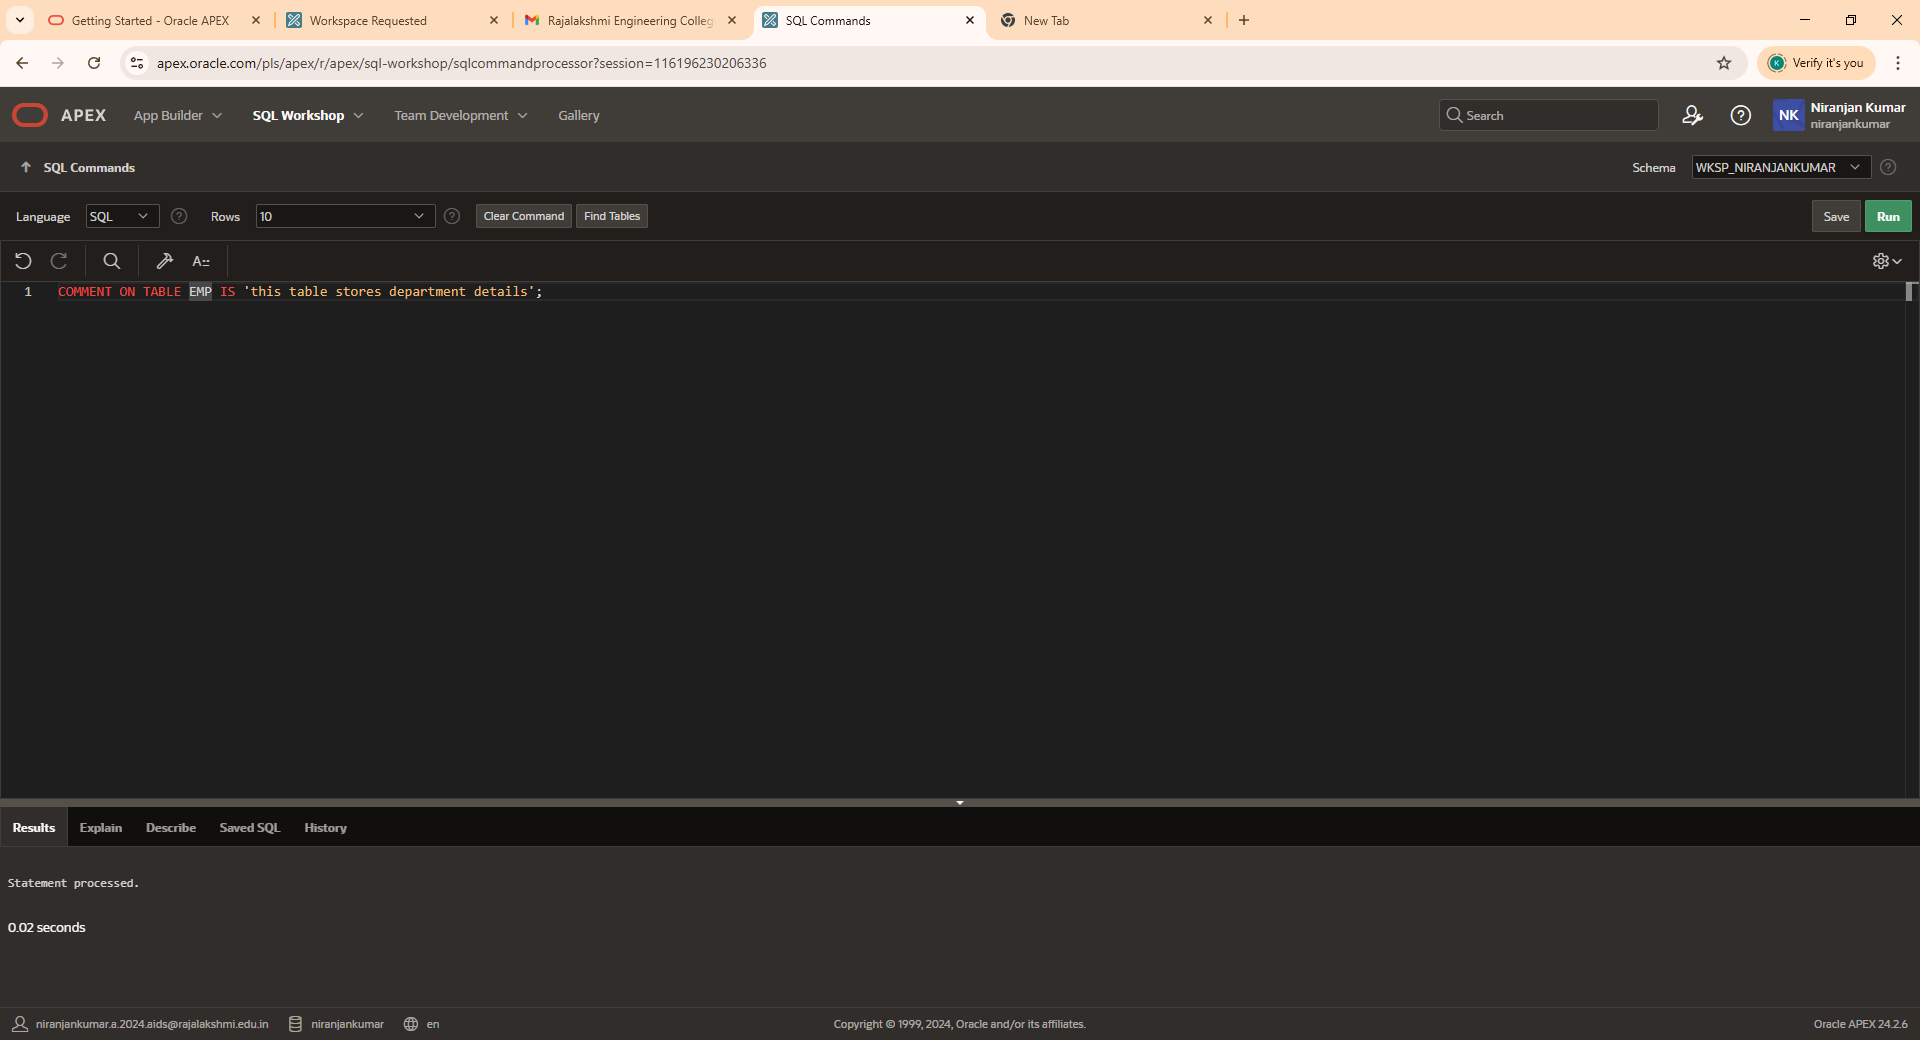 Getting Started - Oracle APEX
Workspace Requested
Rajalakshmi Engineering Colleg
SQL Commands
New Tab
apex.oracle.com/pls/apex/r/apex/sql-workshop/sqlcommandprocessor?session=116196230206336
K
Verify it's you
APEX
App Builder
SQL Workshop
Team Development
Gallery
Search
NK
Niranjan Kumar
niranjankumar
SQL Commands
Schema
WKSP_NIRANJANKUMAR
Language
SQL
Rows
10
Clear Command
Find Tables
Save
Run
A
1 COMMENT ON TABLE EMP IS 'this table stores department details';
Results
Explain
Describe
Saved SQL
History
Statement processed.
0.02 seconds
niranjankumar.a.2024.aids@rajalakshmi.edu.in
niranjankumar
en
Copyright © 1999, 2024, Oracle and/or its affiliates.
Oracle APEX 24.2.6